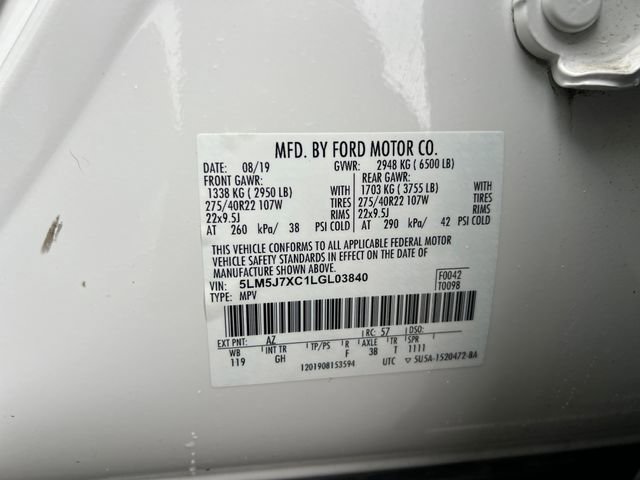 MFD. BY FORD MOTOR CO.
DATE: 08/19 GVWR: 2948 KG ( 6500 LB)
FRONT GAWR: REAR GAWR:
1338 KG ( 2950 LB) WITH 1703 KG ( 3755 LB) WITH
275/40R22 107W TIRES 275/40R22 107W TIRES
22x9.5J RIMS 22x9.5J RIMS
AT 260 kPa/ 38 PSI COLD AT 290 kPa/ 42 PSI COLD
THIS VEHICLE CONFORMS TO ALL APPLICABLE FEDERAL MOTOR
VEHICLE SAFETY STANDARDS IN EFFECT ON THE DATE OF
MANUFACTURE SHOWN ABOVE.
VIN: 5LM5J7XC1LGL03840 F0042
TYPE: MPV T0098
EXT PNT: AZ RC: 57 DSO:
WB INT TR TP/PS R AXLE TR SPR
119 GH F 3B T 1111
1201908153594 UTC ▽ 5U5A-1520472-BA